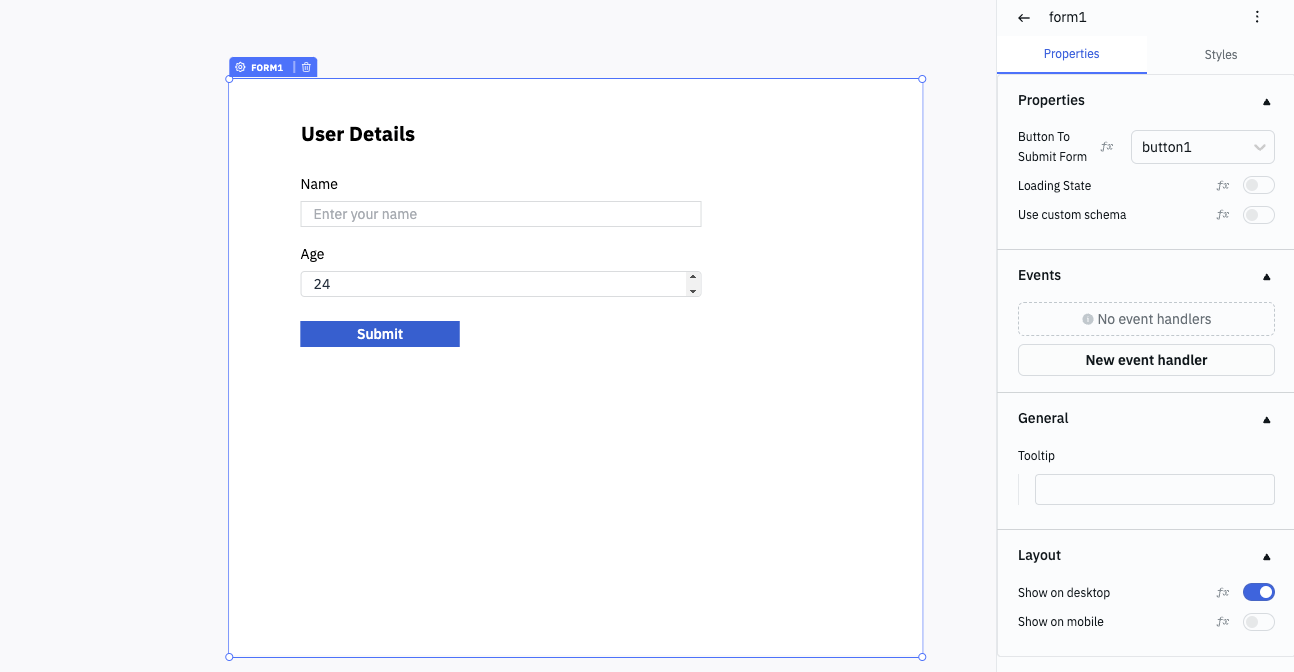 FORM1
User Details
Name
Enter your name
Age
24
Submit
form1
Properties
Styles
Properties
Button To
Submit Form
fx
button1
Loading State
fx
Use custom schema
fx
Events
No event handlers
New event handler
General
Tooltip
Layout
Show on desktop
fx
Show on mobile
fx